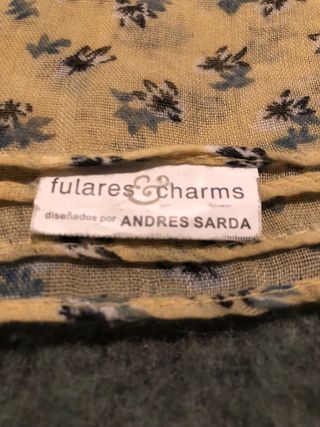 fulares & charms
diseñados por ANDRES SARDA